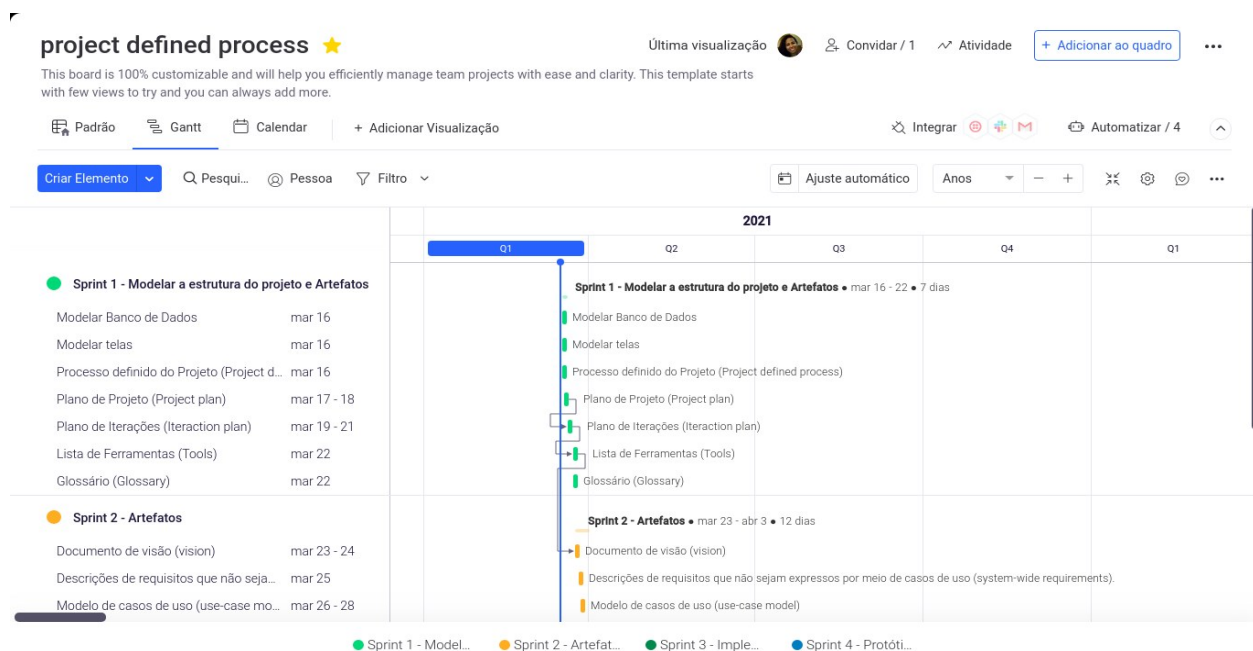 project defined process
Última visualização
Convidar / 1
Atividade
+ Adicionar ao quadro
This board is 100% customizable and will help you efficiently manage team projects with ease and clarity. This template starts
with few views to try and you can always add more.
Padrão
Gantt
Calendar
+ Adicionar Visualização
Integrar
Automatizar / 4
Criar Elemento
Pesqui...
Pessoa
Filtro
Ajuste automático
Anos
2021
Q1
Q2
Q3
Q4
Q1
Sprint 1 - Modelar a estrutura do projeto e Artefatos
Sprint 1 - Modelar a estrutura do projeto e Artefatos ● mar 16 - 22 ● 7 dias
Modelar Banco de Dados mar 16
Modelar Banco de Dados
Modelar telas mar 16
Modelar telas
Processo definido do Projeto (Project d... mar 16
Processo definido do Projeto (Project defined process)
Plano de Projeto (Project plan) mar 17 - 18
Plano de Projeto (Project plan)
Plano de Iterações (Iteraction plan) mar 19 - 21
Plano de Iterações (Iteraction plan)
Lista de Ferramentas (Tools) mar 22
Lista de Ferramentas (Tools)
Glossário (Glossary) mar 22
Glossário (Glossary)
Sprint 2 - Artefatos
Sprint 2 - Artefatos ● mar 23 - abr 3 ● 12 dias
Documento de visão (vision) mar 23 - 24
Documento de visão (vision)
Descrições de requisitos que não seja... mar 25
Descrições de requisitos que não sejam expressos por meio de casos de uso (system-wide requirements).
Modelo de casos de uso (use-case mo... mar 26 - 28
Modelo de casos de uso (use-case model)
Sprint 1 - Model...
Sprint 2 - Artefat...
Sprint 3 - Imple...
Sprint 4 - Protóti...